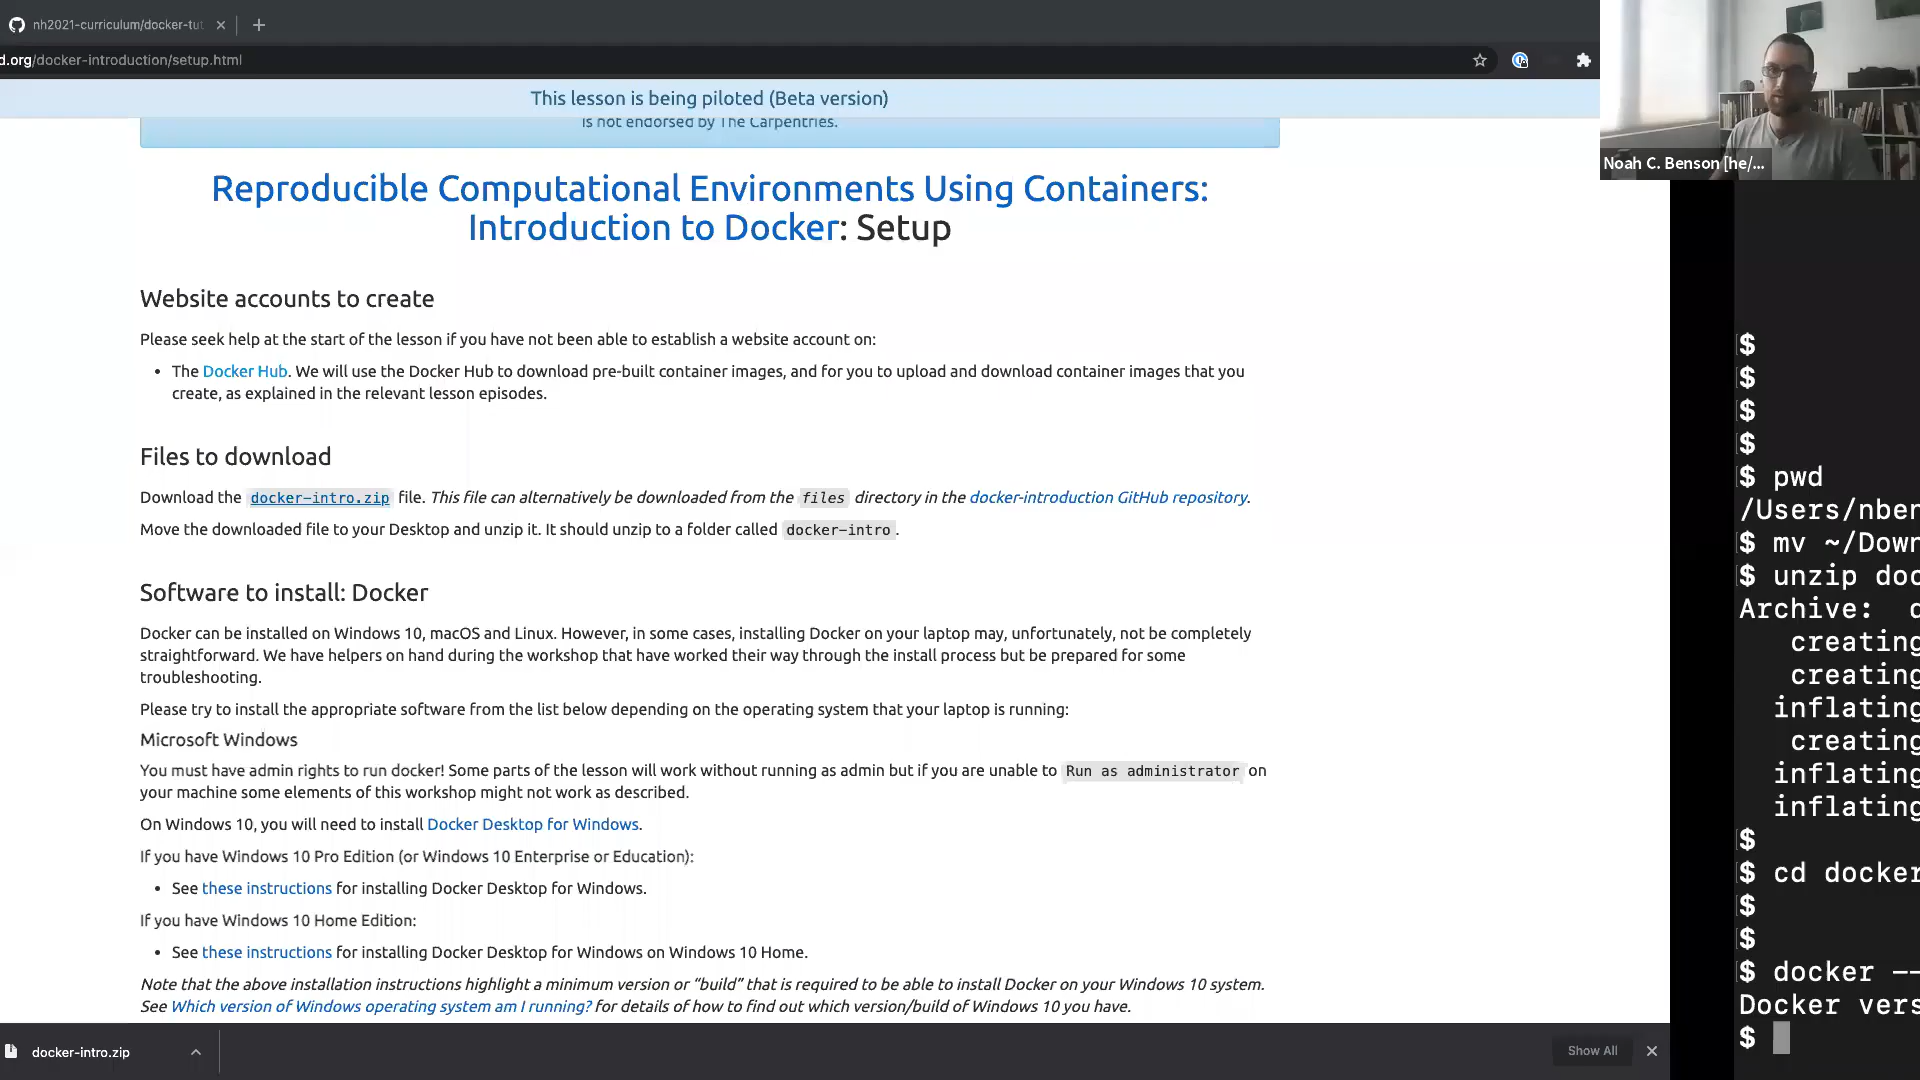 nh2021-curriculum/docker-tut
d.org/docker-introduction/setup.html
This lesson is being piloted (Beta version)
is not endorsed by The Carpentries.
Noah C. Benson [he/...
Reproducible Computational Environments Using Containers:
Introduction to Docker: Setup
Website accounts to create
Please seek help at the start of the lesson if you have not been able to establish a website account on:
• The Docker Hub. We will use the Docker Hub to download pre-built container images, and for you to upload and download container images that you
create, as explained in the relevant lesson episodes.
Files to download
Download the docker-intro.zip file. This file can alternatively be downloaded from the files directory in the docker-introduction GitHub repository.
Move the downloaded file to your Desktop and unzip it. It should unzip to a folder called docker-intro.
Software to install: Docker
Docker can be installed on Windows 10, macOS and Linux. However, in some cases, installing Docker on your laptop may, unfortunately, not be completely
straightforward. We have helpers on hand during the workshop that have worked their way through the install process but be prepared for some
troubleshooting.
Please try to install the appropriate software from the list below depending on the operating system that your laptop is running:
Microsoft Windows
You must have admin rights to run docker! Some parts of the lesson will work without running as admin but if you are unable to Run as administrator on
your machine some elements of this workshop might not work as described.
On Windows 10, you will need to install Docker Desktop for Windows.
If you have Windows 10 Pro Edition (or Windows 10 Enterprise or Education):
• See these instructions for installing Docker Desktop for Windows.
If you have Windows 10 Home Edition:
• See these instructions for installing Docker Desktop for Windows on Windows 10 Home.
Note that the above installation instructions highlight a minimum version or “build” that is required to be able to install Docker on your Windows 10 system.
See Which version of Windows operating system am I running? for details of how to find out which version/build of Windows 10 you have.
docker-intro.zip
Show All
$
$
$
$
$ pwd
/Users/nben
$ mv ~/Down
$ unzip doc
Archive: d
creating
creating
inflating
creating
inflating
inflating
$
$ cd docker
$
$
$ docker --
Docker vers
$